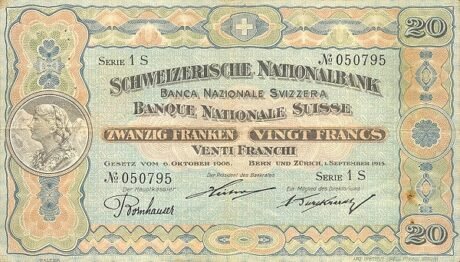 20
SERIE 1 S
No 050795
SCHWEIZERISCHE NATIONALBANK
BANCA NAZIONALE SVIZZERA
BANQUE NATIONALE SUISSE
ZWANZIG FRANKEN VINGT FRANCS
VENTI FRANCHI
GESETZ VOM 6. OKTOBER 1905. BERN UND ZÜRICH, 1. SEPTEMBER 1915.
No 050795 SERIE 1 S
Der Hauptkassier Der Präsident des Bankrates Ein Mitglied des Direktoriums
Bornhauser
20